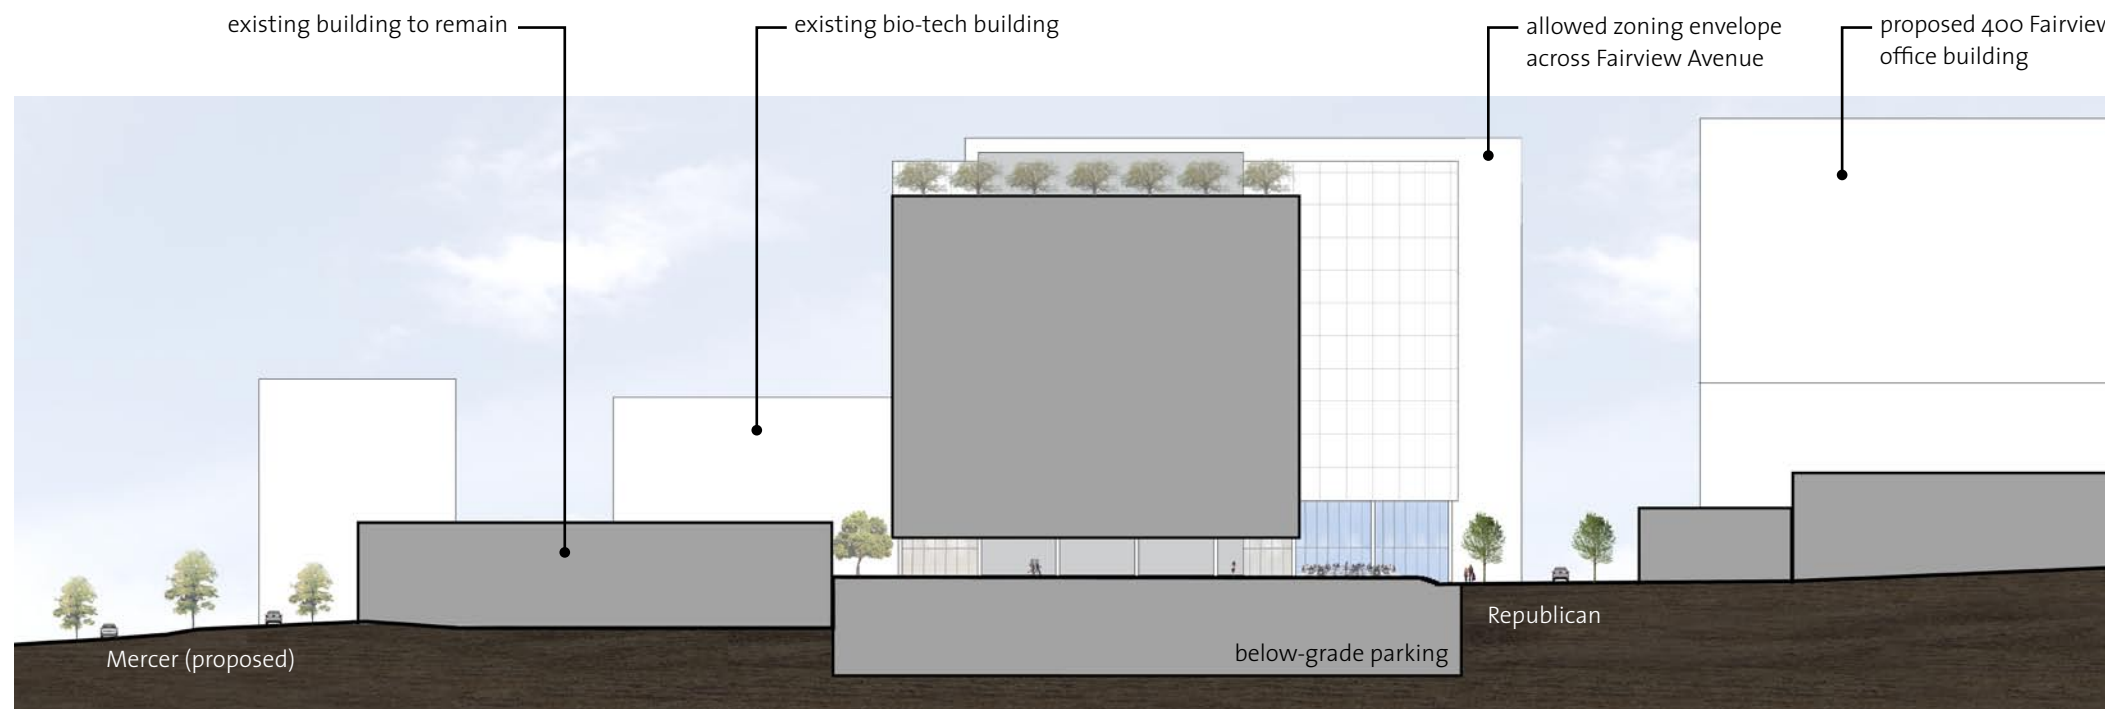 existing building to remain
existing bio-tech building
allowed zoning envelope
across Fairview Avenue
proposed 400 Fairview
office building
Republican
below-grade parking
Mercer (proposed)